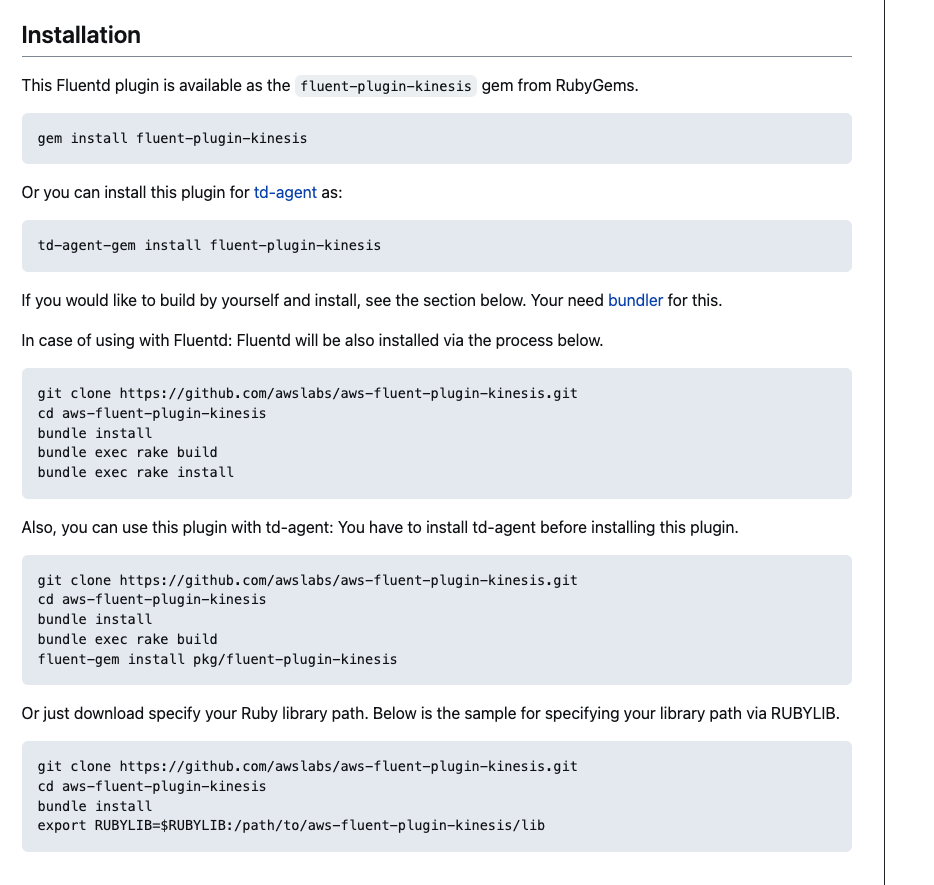 Installation
This Fluentd plugin is available as the fluent-plugin-kinesis gem from RubyGems.
gem install fluent-plugin-kinesis
Or you can install this plugin for td-agent as:
td-agent-gem install fluent-plugin-kinesis
If you would like to build by yourself and install, see the section below. Your need bundler for this.
In case of using with Fluentd: Fluentd will be also installed via the process below.
git clone https://github.com/awslabs/aws-fluent-plugin-kinesis.git
cd aws-fluent-plugin-kinesis
bundle install
bundle exec rake build
bundle exec rake install
Also, you can use this plugin with td-agent: You have to install td-agent before installing this plugin.
git clone https://github.com/awslabs/aws-fluent-plugin-kinesis.git
cd aws-fluent-plugin-kinesis
bundle install
bundle exec rake build
fluent-gem install pkg/fluent-plugin-kinesis
Or just download specify your Ruby library path. Below is the sample for specifying your library path via RUBYLIB.
git clone https://github.com/awslabs/aws-fluent-plugin-kinesis.git
cd aws-fluent-plugin-kinesis
bundle install
export RUBYLIB=$RUBYLIB:/path/to/aws-fluent-plugin-kinesis/lib